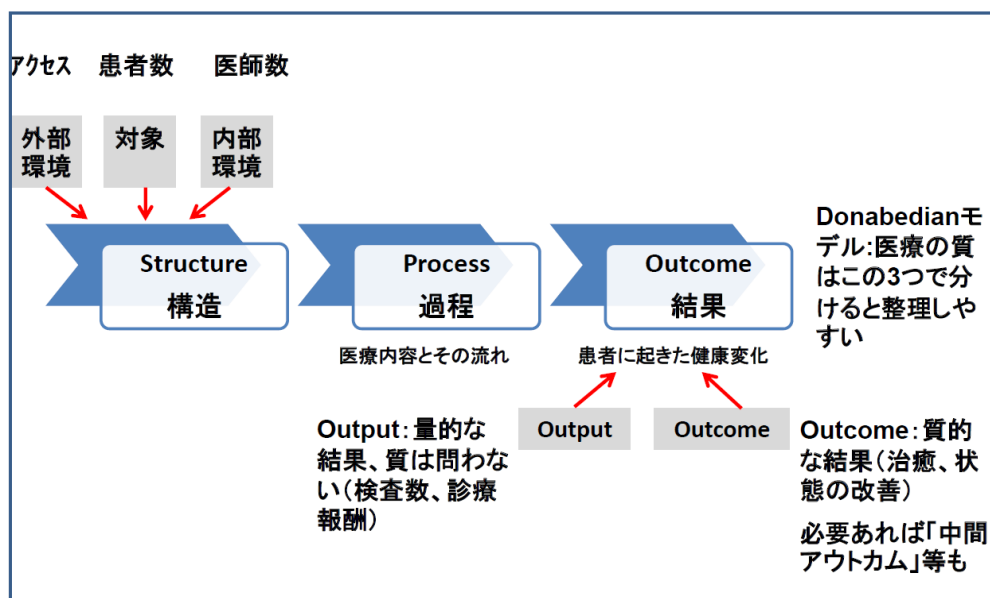 アクセス 患者数 医師数
外部
環境
対象
内部
環境
Structure
構造
Process
過程
Outcome
結果
Donabedianモ
デル:医療の質
はこの3つで分
けると整理しや
すい
医療内容とその流れ
患者に起きた健康変化
Output
Outcome
Output:量的な
結果、質は問わな
い(検査数、診療
報酬)
Outcome:質的
な結果(治癒、状
態の改善)
必要あれば「中間
アウトカム」等も